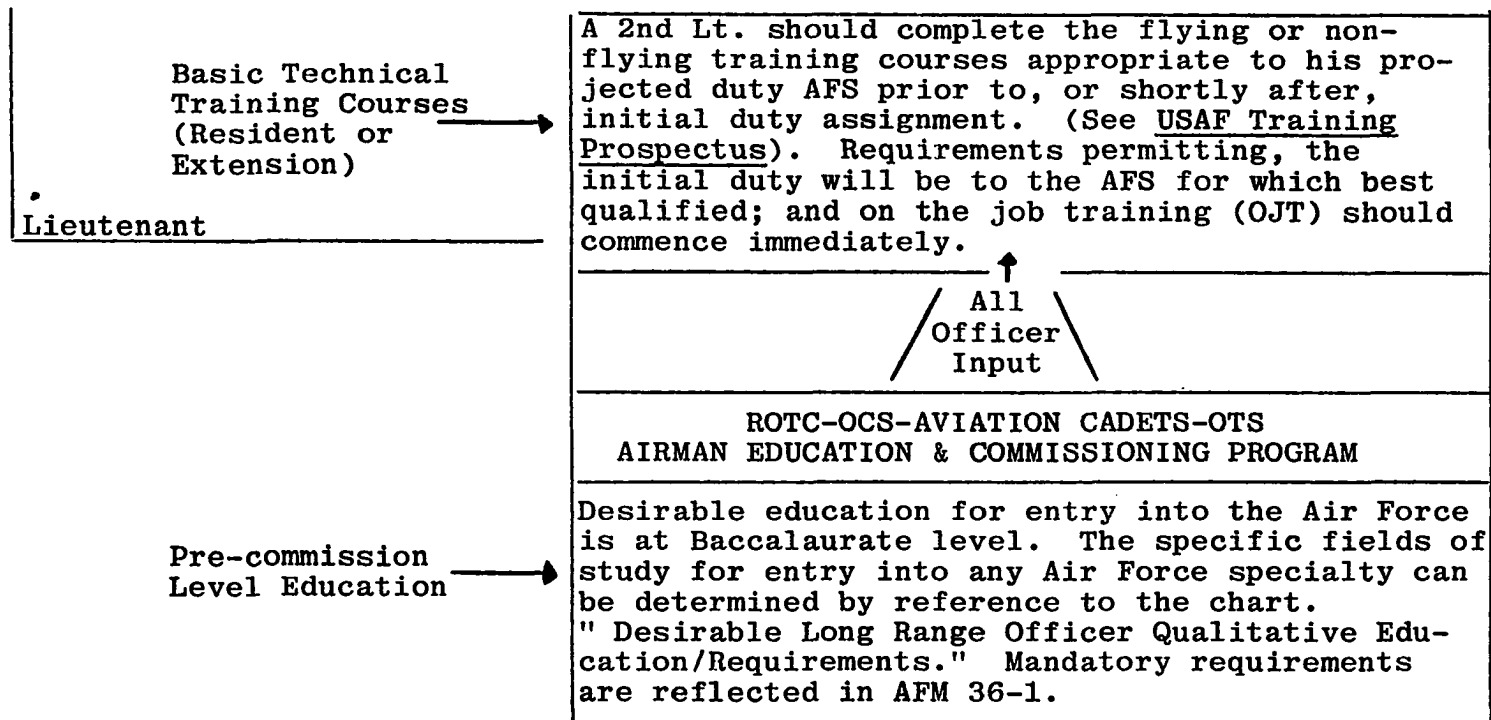 Basic Technical
Training Courses
(Resident or
Extension)
Lieutenant
A 2nd Lt. should complete the flying or non-
flying training courses appropriate to his pro-
jected duty AFS prior to, or shortly after,
initial duty assignment. (See USAF Training
Prospectus). Requirements permitting, the
initial duty will be to the AFS for which best
qualified; and on the job training (OJT) should
commence immediately.
All
Officer
Input
ROTC-OCS-AVIATION CADETS-OTS
AIRMAN EDUCATION & COMMISSIONING PROGRAM
Pre-commission
Level Education
Desirable education for entry into the Air Force
is at Baccalaurate level. The specific fields of
study for entry into any Air Force specialty can
be determined by reference to the chart.
" Desirable Long Range Officer Qualitative Edu-
cation/Requirements." Mandatory requirements
are reflected in AFM 36-1.